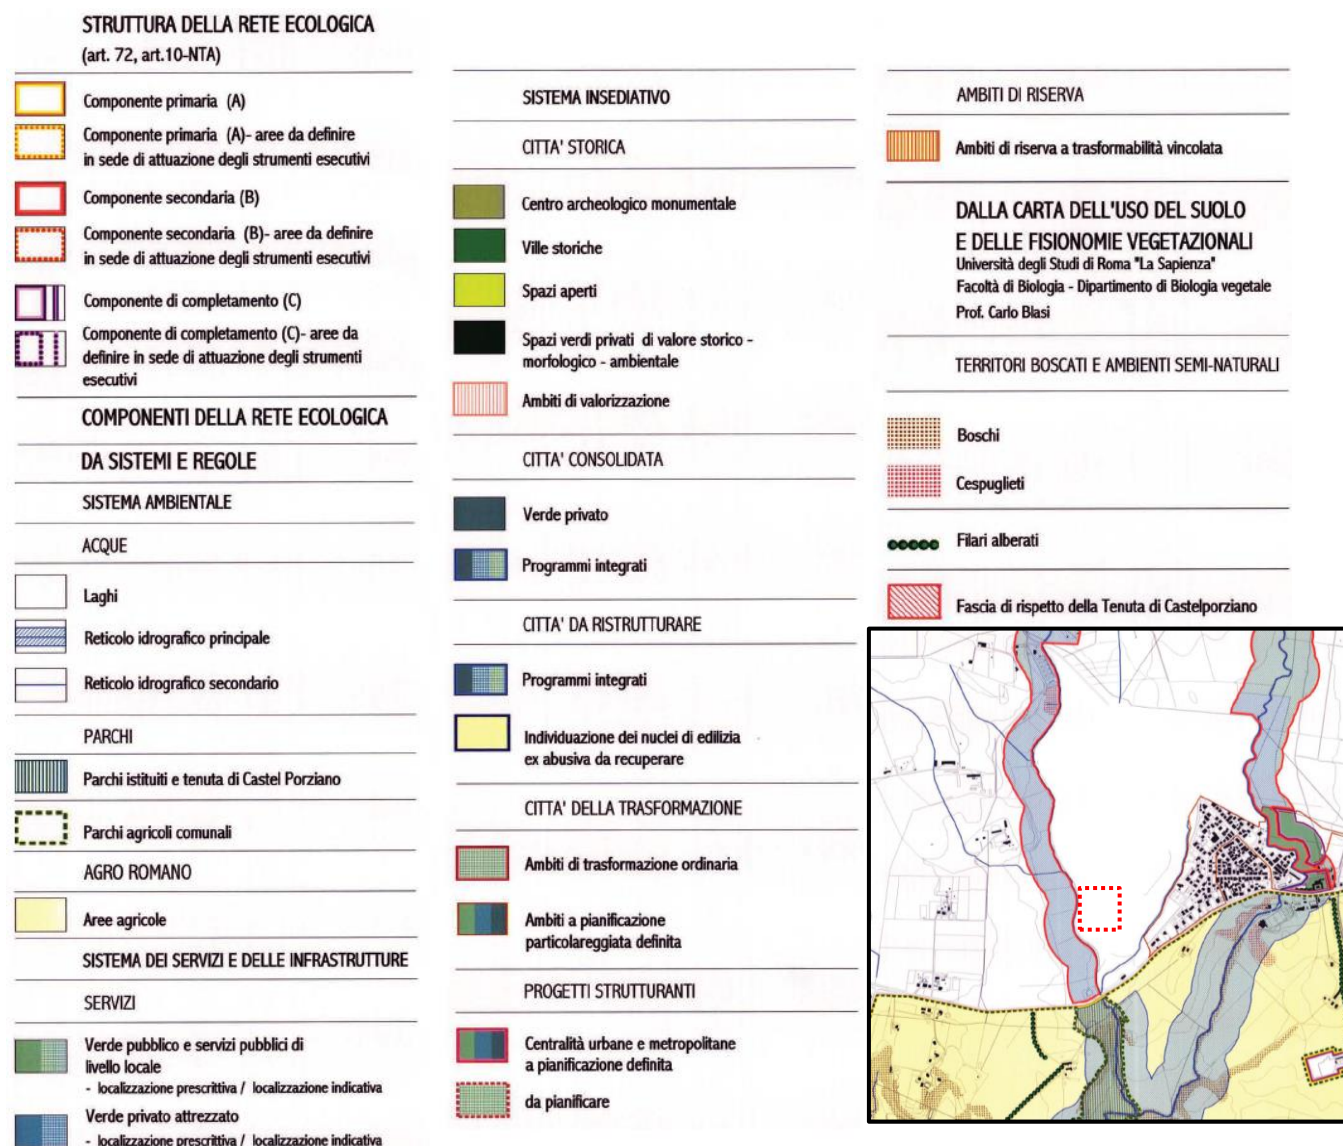 STRUTTURA DELLA RETE ECOLOGICA
(art. 72, art.10-NTA)
Componente primaria (A)
Componente primaria (A)- aree da definire
in sede di attuazione degli strumenti esecutivi
Componente secondaria (B)
Componente secondaria (B)- aree da definire
in sede di attuazione degli strumenti esecutivi
Componente di completamento (C)
Componente di completamento (C)- aree da
definire in sede di attuazione degli strumenti
esecutivi
COMPONENTI DELLA RETE ECOLOGICA
DA SISTEMI E REGOLE
SISTEMA AMBIENTALE
ACQUE
Laghi
Reticolo idrografico principale
Reticolo idrografico secondario
PARCHI
Parchi istituiti e tenuta di Castel Porziano
Parchi agricoli comunali
AGRO ROMANO
Aree agricole
SISTEMA DEI SERVIZI E DELLE INFRASTRUTTURE
SERVIZI
Verde pubblico e servizi pubblici di
livello locale
- localizzazione prescrittiva / localizzazione indicativa
Verde privato attrezzato
- localizzazione prescrittiva / localizzazione indicativa
SISTEMA INSEDIATIVO
CITTA' STORICA
Centro archeologico monumentale
Ville storiche
Spazi aperti
Spazi verdi privati di valore storico -
morfologico - ambientale
Ambiti di valorizzazione
CITTA' CONSOLIDATA
Verde privato
Programmi integrati
CITTA' DA RISTRUTTURARE
Programmi integrati
Individuazione dei nuclei di edilizia
ex abusiva da recuperare
CITTA' DELLA TRASFORMAZIONE
Ambiti di trasformazione ordinaria
Ambiti a pianificazione
particolareggiata definita
PROGETTI STRUTTURANTI
Centralità urbane e metropolitane
a pianificazione definita
da pianificare
AMBITI DI RISERVA
Ambiti di riserva a trasformabilità vincolata
DALLA CARTA DELL'USO DEL SUOLO
E DELLE FISIONOMIE VEGETAZIONALI
Università degli Studi di Roma "La Sapienza"
Facoltà di Biologia - Dipartimento di Biologia vegetale
Prof. Carlo Blasi
TERRITORI BOSCATI E AMBIENTI SEMI-NATURALI
Boschi
Cespuglieti
Filari alberati
Fascia di rispetto della Tenuta di Castelporziano